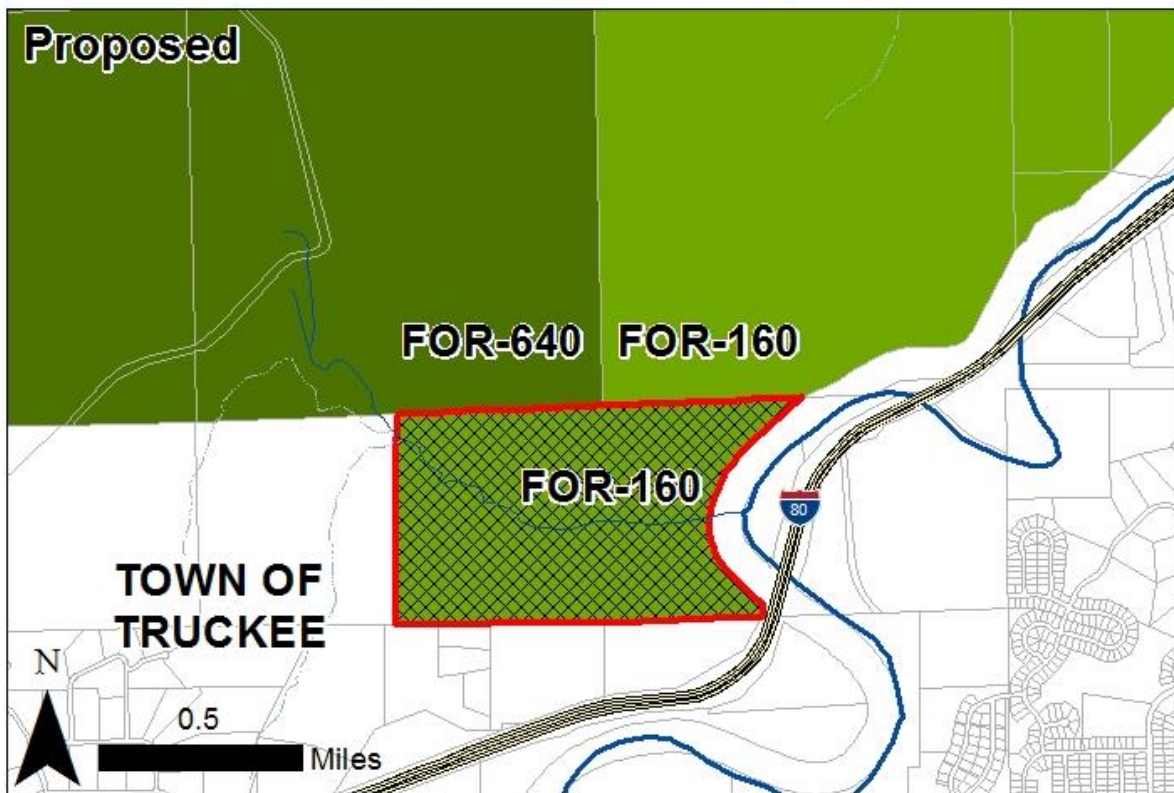 Proposed
FOR-640
FOR-160
FOR-160
80
TOWN OF
TRUCKEE
N
0.5
Miles